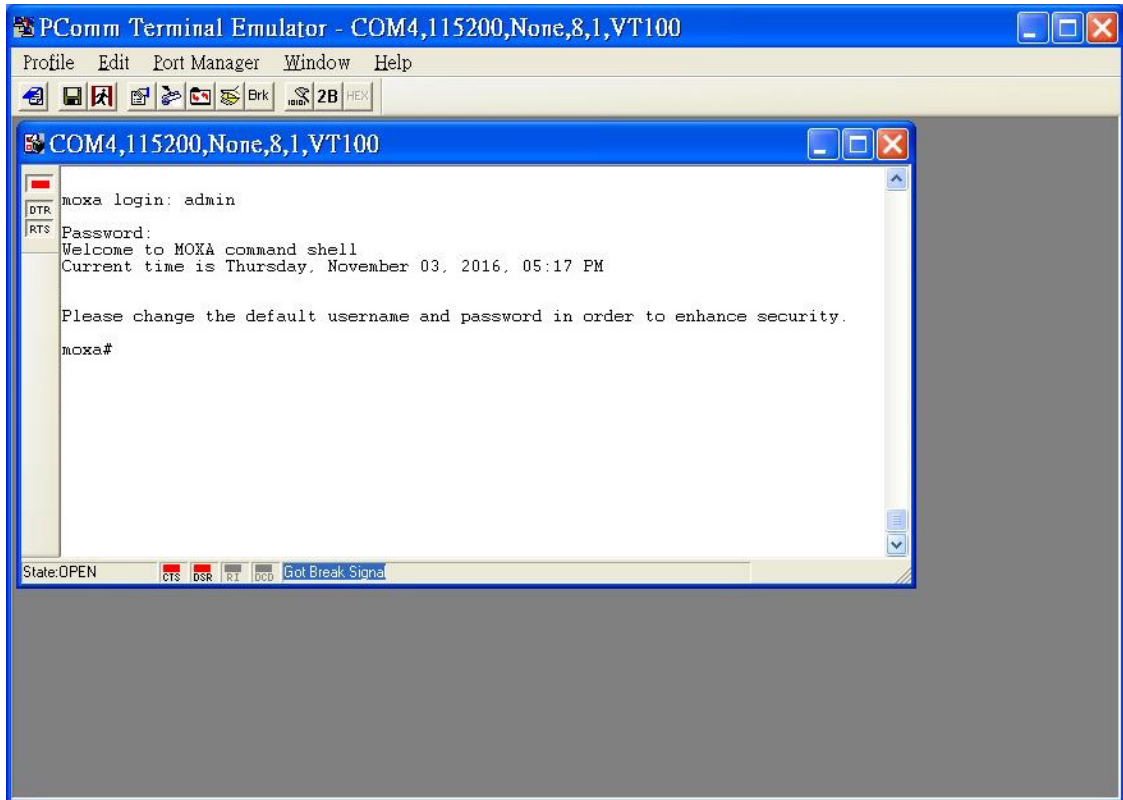 PComm Terminal Emulator - COM4,115200,None,8,1,VT100
Profile Edit Port Manager Window Help
Brk 2B HEX
COM4,115200,None,8,1,VT100
DTR
RTS
moxa login: admin
Password:
Welcome to MOXA command shell
Current time is Thursday, November 03, 2016, 05:17 PM
Please change the default username and password in order to enhance security.
moxa#
State:OPEN CTS DSR RI DCD Got Break Signal